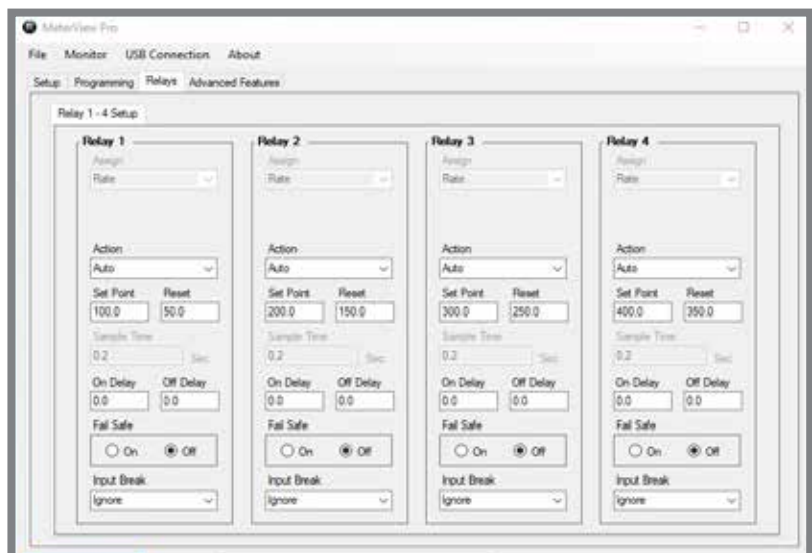 MeterView Pro
File Monitor USB Connection About
Setup Programming Relays Advanced Features
Relay 1 - 4 Setup
Relay 1
Assign
Rate
Action
Auto
Set Point Reset
100.0 50.0
Sample Time
0.2 Sec
On Delay Off Delay
0.0 0.0
Fail Safe
On Off
Input Break
Ignore
Relay 2
Assign
Rate
Action
Auto
Set Point Reset
200.0 150.0
Sample Time
0.2 Sec
On Delay Off Delay
0.0 0.0
Fail Safe
On Off
Input Break
Ignore
Relay 3
Assign
Rate
Action
Auto
Set Point Reset
300.0 250.0
Sample Time
0.2 Sec
On Delay Off Delay
0.0 0.0
Fail Safe
On Off
Input Break
Ignore
Relay 4
Assign
Rate
Action
Auto
Set Point Reset
400.0 350.0
Sample Time
0.2 Sec
On Delay Off Delay
0.0 0.0
Fail Safe
On Off
Input Break
Ignore